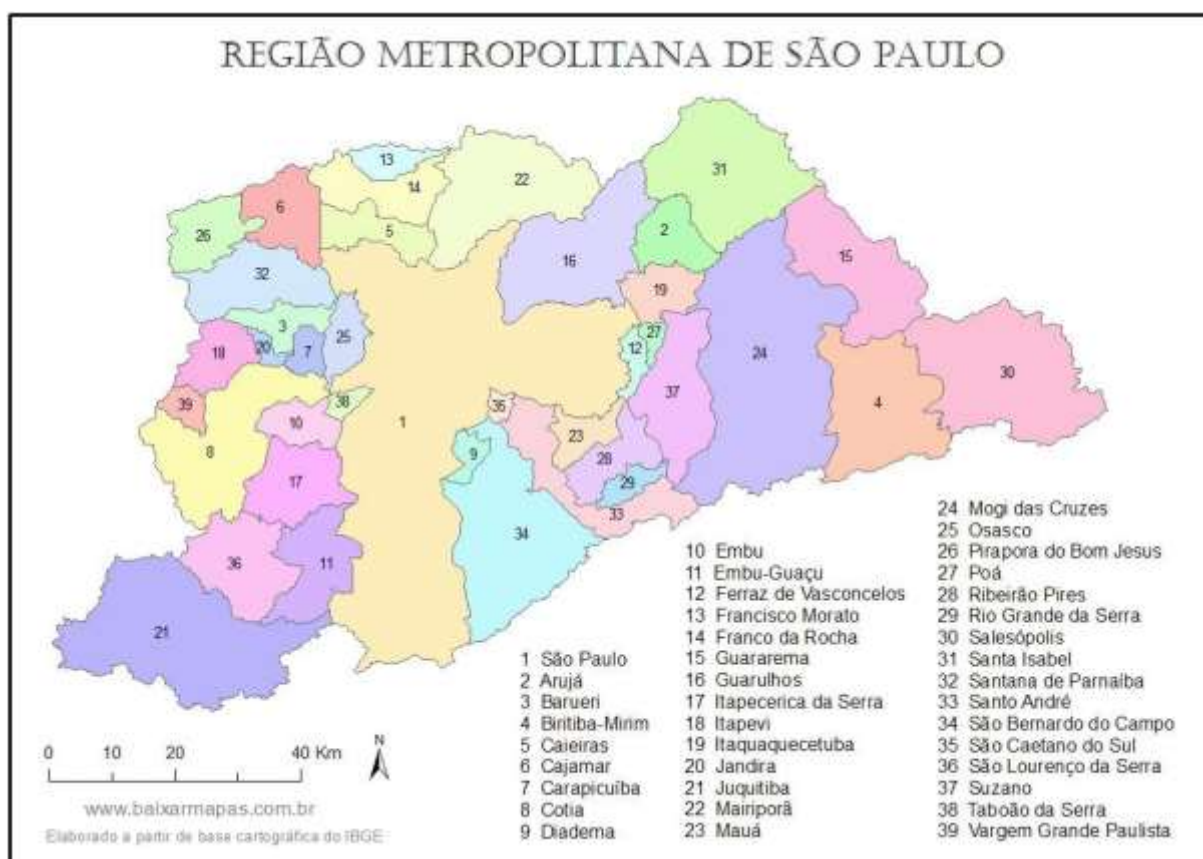 REGIÃO METROPOLITANA DE SÃO PAULO
13
31
14
22
6
2
5
26
15
16
32
19
3
25
27
20
7
12
18
24
30
37
38
39
35
4
10
1
23
8
9
28
17
29
33
34
36
11
21
0 10 20 40 Km
N
www.baixarmapas.com.br
Elaborado a partir de base cartográfica do IBGE
1 São Paulo
2 Arujá
3 Barueri
4 Biritiba-Mirim
5 Caieiras
6 Cajamar
7 Carapicuíba
8 Cotia
9 Diadema
10 Embu
11 Embu-Guaçu
12 Ferraz de Vasconcelos
13 Francisco Morato
14 Franco da Rocha
15 Guararema
16 Guarulhos
17 Itapecerica da Serra
18 Itapevi
19 Itaquaquecetuba
20 Jandira
21 Juquitiba
22 Mairiporã
23 Mauá
24 Mogi das Cruzes
25 Osasco
26 Pirapora do Bom Jesus
27 Poá
28 Ribeirão Pires
29 Rio Grande da Serra
30 Salesópolis
31 Santa Isabel
32 Santana de Parnaíba
33 Santo André
34 São Bernardo do Campo
35 São Caetano do Sul
36 São Lourenço da Serra
37 Suzano
38 Taboão da Serra
39 Vargem Grande Paulista